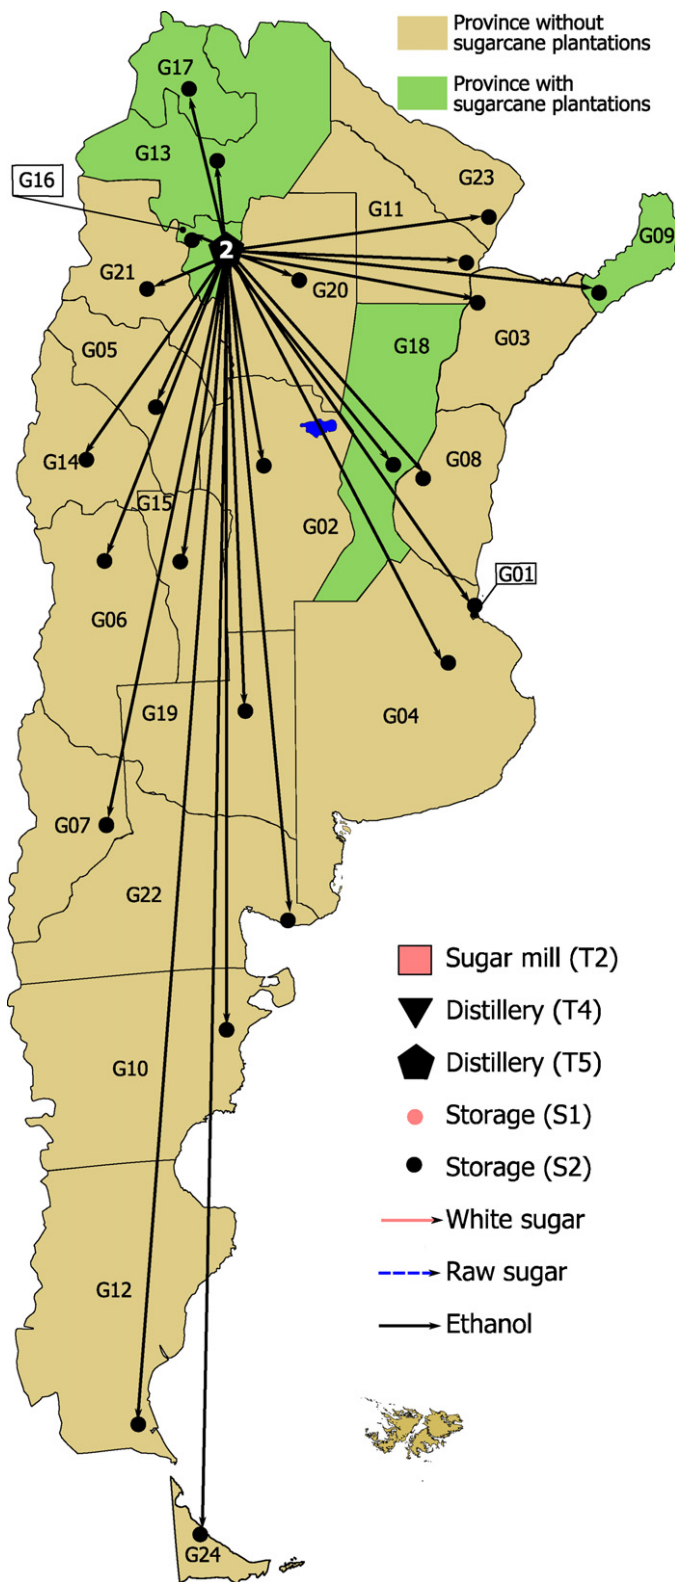 Province without
sugarcane plantations
Province with
sugarcane plantations
G17
G13
G16
G23
G11
G09
2
G21
G20
G03
G05
G18
G14
G08
G15
G02
G01
G06
G19
G04
G07
G22
Sugar mill (T2)
Distillery (T4)
Distillery (T5)
G10
Storage (S1)
Storage (S2)
White sugar
Raw sugar
G12
Ethanol
G24